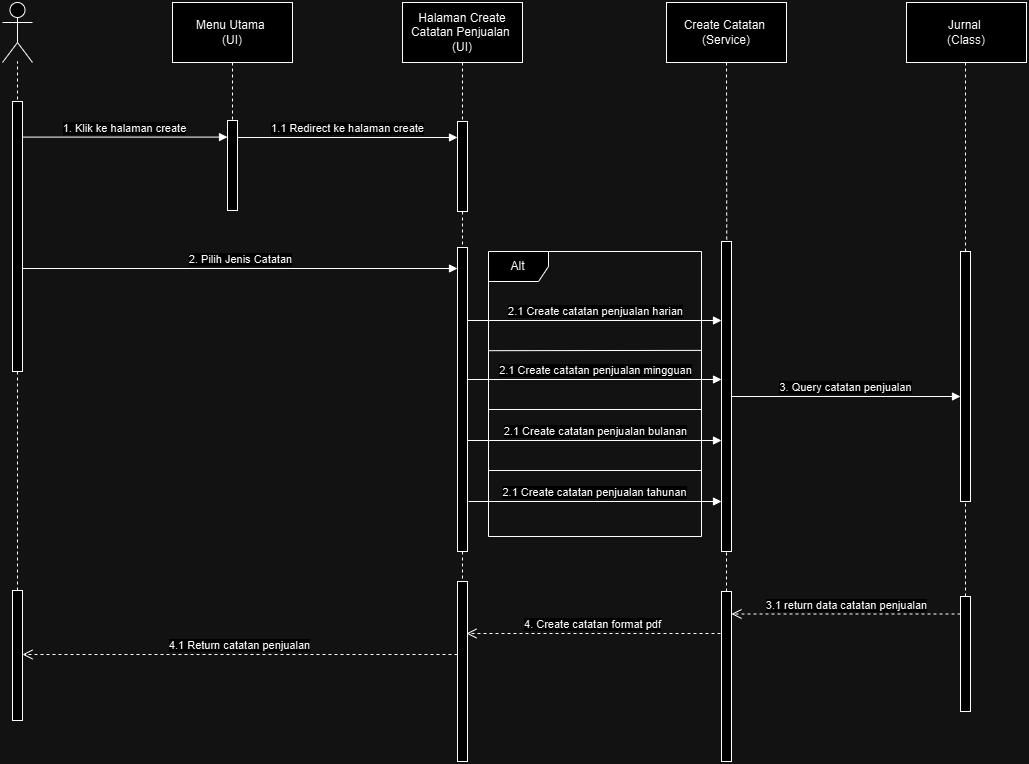 Menu Utama
(UI)
Halaman Create
Catatan Penjualan
(UI)
Create Catatan
(Service)
Jurnal
(Class)
1. Klik ke halaman create
1.1 Redirect ke halaman create
2. Pilih Jenis Catatan
Alt
2.1 Create catatan penjualan harian
2.1 Create catatan penjualan mingguan
3. Query catatan penjualan
2.1 Create catatan penjualan bulanan
2.1 Create catatan penjualan tahunan
3.1 return data catatan penjualan
4. Create catatan format pdf
4.1 Return catatan penjualan